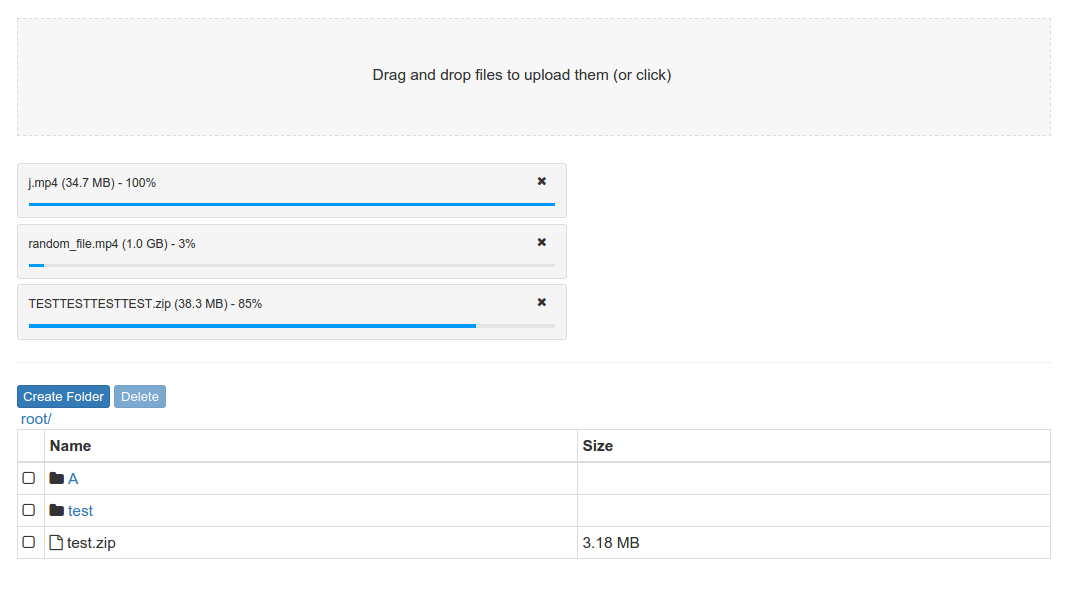 Drag and drop files to upload them (or click)
j.mp4 (34.7 MB) - 100%
random_file.mp4 (1.0 GB) - 3%
TESTTESTTESTTEST.zip (38.3 MB) - 85%
Create Folder Delete
root/
Name Size
A
test
test.zip 3.18 MB